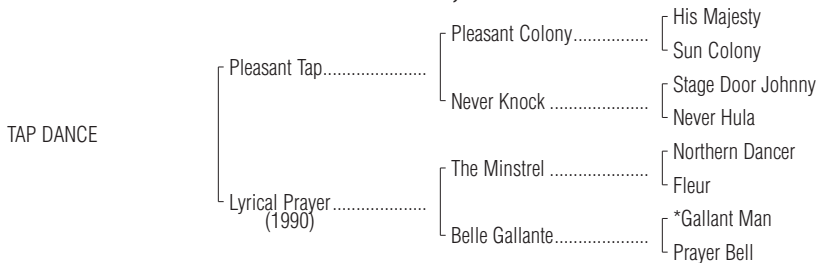 His Majesty
Pleasant Colony................
Sun Colony
Pleasant Tap......................
Stage Door Johnny
Never Knock .....................
Never Hula
TAP DANCE
Northern Dancer
The Minstrel .....................
Fleur
Lyrical Prayer....................
(1990)
*Gallant Man
Belle Gallante....................
Prayer Bell